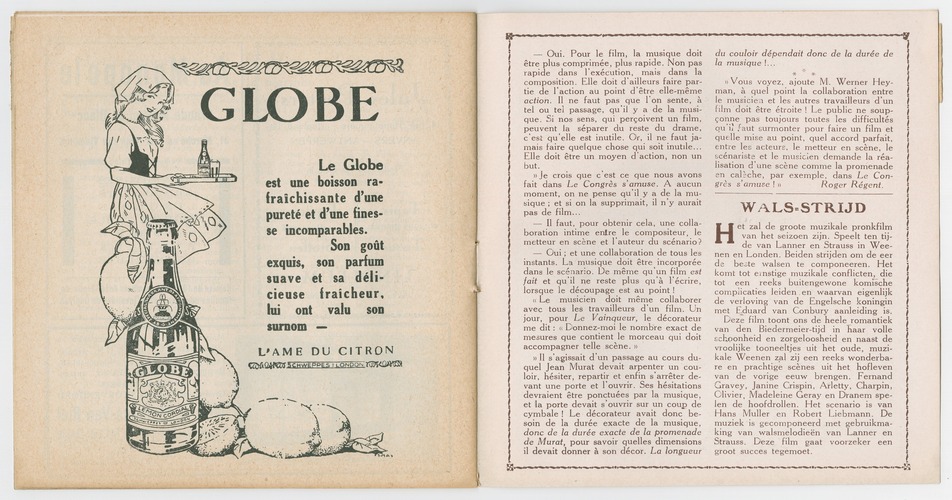 GLOBE
Le Globe
est une boisson ra-
fraîchissante d'une
pureté et d'une fines-
se incomparables.
Son goût
exquis, son parfum
suave et sa déli-
cieuse fraicheur,
lui ont valu son
surnom —
L'AME DU CITRON
SCHWEPPES : LONDON
GLOBE
LEMON CORDIAL
— Oui. Pour le film, la musique doit
être plus comprimée, plus rapide. Non pas
rapide dans l'exécution, mais dans la
composition. Elle doit d'ailleurs faire par-
tie de l'action au point d'être elle-même
action. Il ne faut pas que l'on sente, à
tel ou tel passage, qu'il y a de la musi-
que. Si nos sens, qui perçoivent un film,
peuvent la séparer du reste du drame,
c'est qu'elle est inutile. Or, il ne faut ja-
mais faire quelque chose qui soit inutile...
Elle doit être un moyen d'action, non un
but.
» Je crois que c'est ce que nous avons
fait dans Le Congrès s'amuse. A aucun
moment, on ne pense qu'il y a de la mu-
sique ; et si on la supprimait, il n'y aurait
pas de film...
— Il faut, pour obtenir cela, une colla-
boration intime entre le compositeur, le
metteur en scène et l'auteur du scénario ?
— Oui ; et une collaboration de tous les
instants. La musique doit être incorporée
dans le scénario. De même qu'un film est
fait et qu'il ne reste plus qu'à l'écrire,
lorsque le découpage est au point !
» Le musicien doit même collaborer
avec tous les travailleurs d'un film. Un
jour, pour Le Vainqueur, le décorateur
me dit : « Donnez-moi le nombre exact de
mesures que contient le morceau qui doit
accompagner telle scène. »
» Il s'agissait d'un passage au cours du-
quel Jean Murat devait arpenter un cou-
loir, hésiter, repartir et enfin s'arrêter de-
vant une porte et l'ouvrir. Ses hésitations
devraient être ponctuées par la musique,
et la porte devait s'ouvrir sur un coup de
cymbale ! Le décorateur avait donc be-
soin de la durée exacte de la musique,
donc de la durée exacte de la promenade
de Murat, pour savoir quelles dimensions
il devait donner à son décor. La longueur
du couloir dépendait donc de la durée de
la musique !...
* * *
» Vous voyez, ajoute M. Werner Hey-
man, à quel point la collaboration entre
le musicien et les autres travailleurs d'un
film doit être étroite ! Le public ne soup-
çonne pas toujours toutes les difficultés
qu'il faut surmonter pour faire un film et
quelle mise au point, quel accord parfait,
entre les acteurs, le metteur en scène, le
scénariste et le musicien demande la réa-
lisation d'une scène comme la promenade
en calèche, par exemple, dans Le Con-
grès s'amuse ! » Roger Régent.
WALS-STRIJD
Het zal de groote muzikale pronkfilm
van het seizoen zijn. Speelt ten tij-
de van Lanner en Strauss in Wee-
nen en Londen. Beiden strijden om de eer
de beste walsen te componeeren. Het
komt tot ernstige muzikale conflicten, die
tot een reeks buitengewone komische
complicaties leiden en waarvan eigenlijk
de verloving van de Engelsche koningin
met Eduard van Conbury aanleiding is.
Deze film toont ons de heele romantiek
van den Biedermeier-tijd in haar volle
schoonheid en zorgeloosheid en naast de
vroolijke tooneeltjes uit het oude, muzi-
kale Weenen zal zij een reeks wonderba-
re en prachtige scènes uit het hofleven
van de vorige eeuw brengen. Fernand
Gravey, Janine Crispin, Arletty, Charpin,
Olivier, Madeleine Geray en Dranem spe-
len de hoofdrollen. Het scenario is van
Hans Muller en Robert Liebmann. De
muziek is gecomponeerd met gebruikma-
king van walsmelodieën van Lanner en
Strauss. Deze film gaat voorzeker een
groot succes tegemoet.